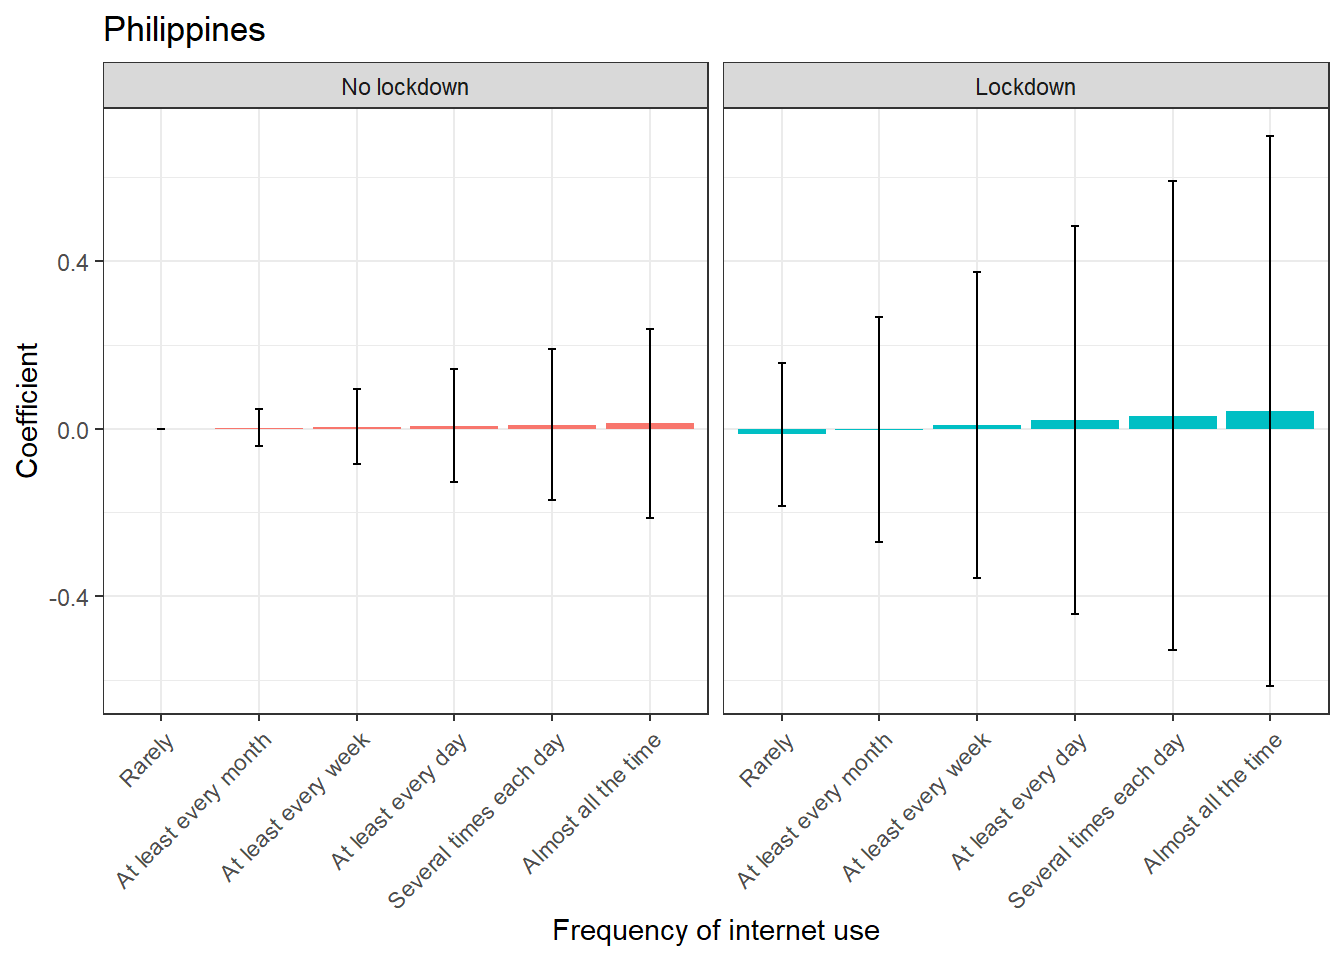 Philippines
No lockdown
Lockdown
Coefficient
0.4
0.0
-0.4
Rarely
At least every month
At least every week
At least every day
Several times each day
Almost all the time
Rarely
At least every month
At least every week
At least every day
Several times each day
Almost all the time
Frequency of internet use